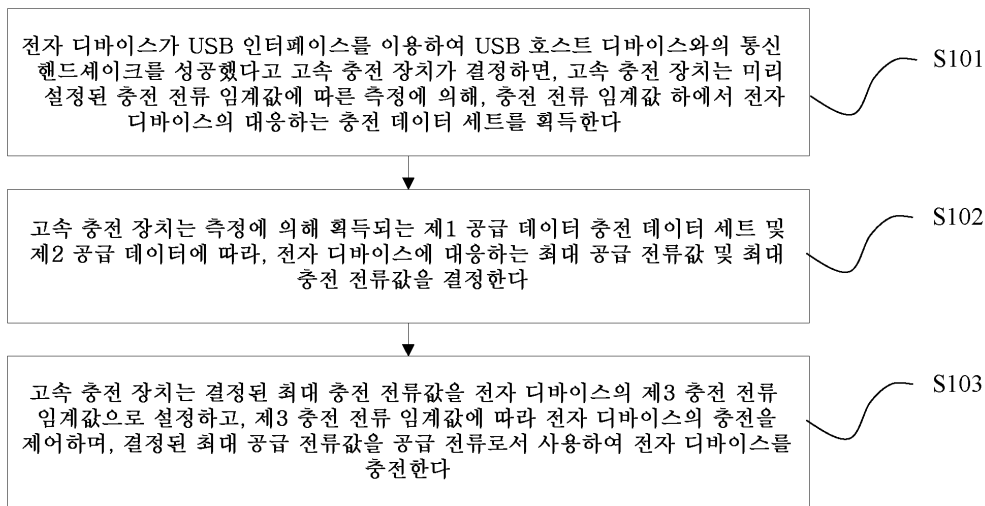 전자 디바이스가 USB 인터페이스를 이용하여 USB 호스트 디바이스와의 통신
핸드셰이크를 성공했다고 고속 충전 장치가 결정하면, 고속 충전 장치는 미리
설정된 충전 전류 임계값에 따른 측정에 의해, 충전 전류 임계값 하에서 전자
디바이스의 대응하는 충전 데이터 세트를 획득한다
S101
고속 충전 장치는 측정에 의해 획득되는 제1 공급 데이터 충전 데이터 세트 및
제2 공급 데이터에 따라, 전자 디바이스에 대응하는 최대 공급 전류값 및 최대
충전 전류값을 결정한다
S102
고속 충전 장치는 결정된 최대 충전 전류값을 전자 디바이스의 제3 충전 전류
임계값으로 설정하고, 제3 충전 전류 임계값에 따라 전자 디바이스의 충전을
제어하며, 결정된 최대 공급 전류값을 공급 전류로서 사용하여 전자 디바이스를
충전한다
S103